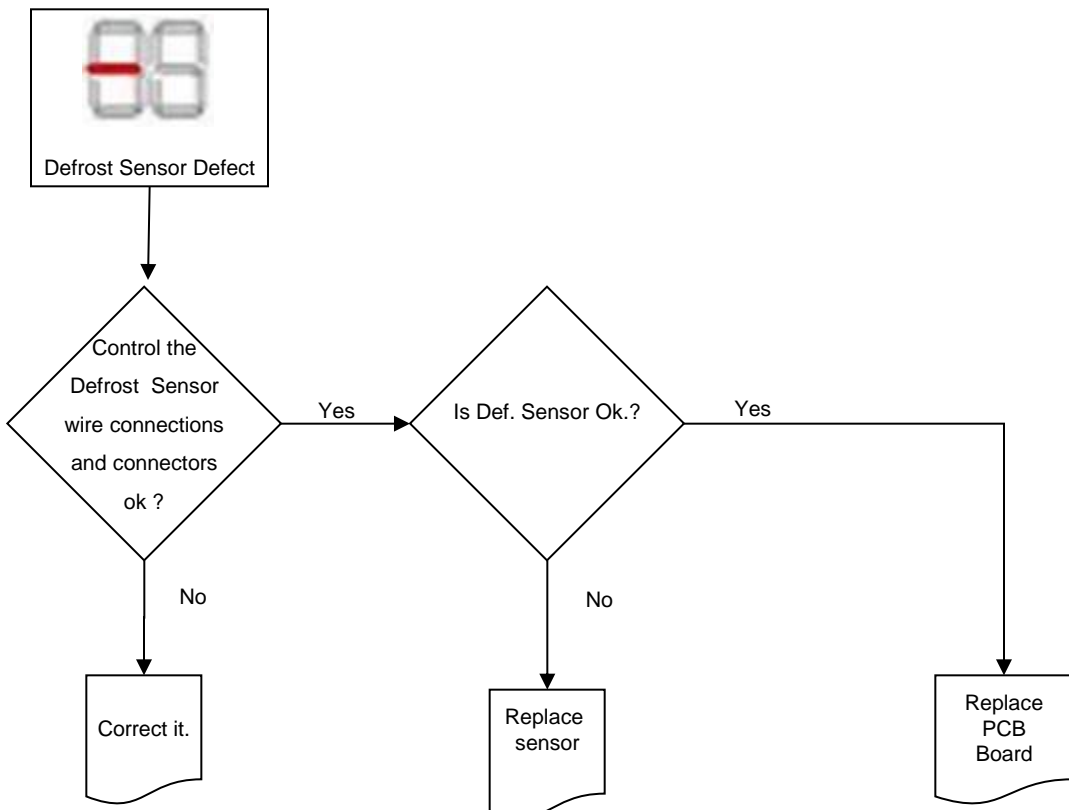 Defrost Sensor Defect
Control the
Defrost Sensor
wire connections
and connectors
ok ?
Yes
Is Def. Sensor Ok.?
Yes
No
No
Correct it.
Replace
sensor
Replace
PCB
Board